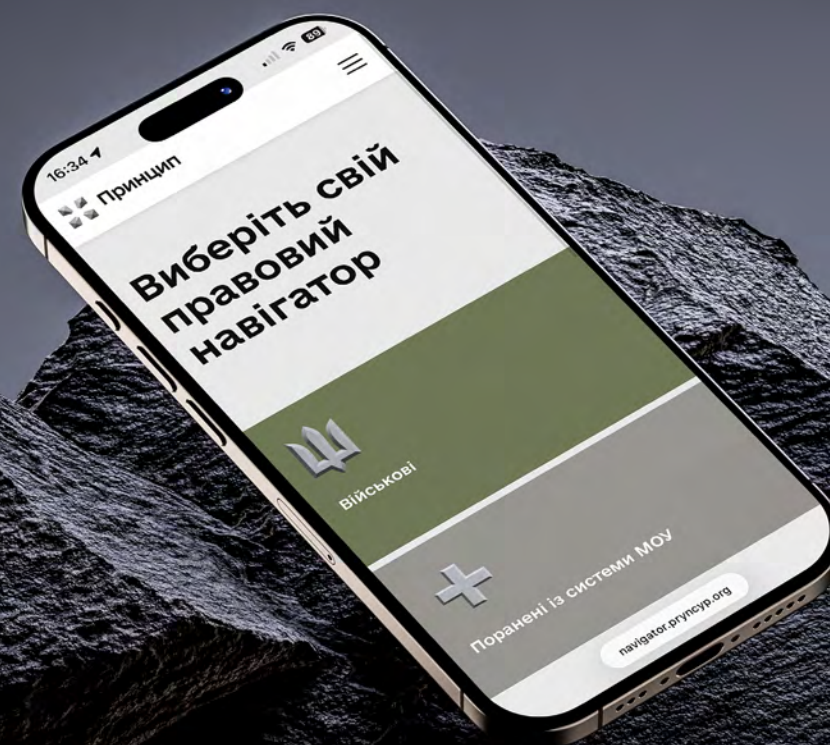 16:34
89
Принцип
Виберіть свій
правовий
навігатор
Військові
Поранені із системи МОУ
navigator.pryncyp.org